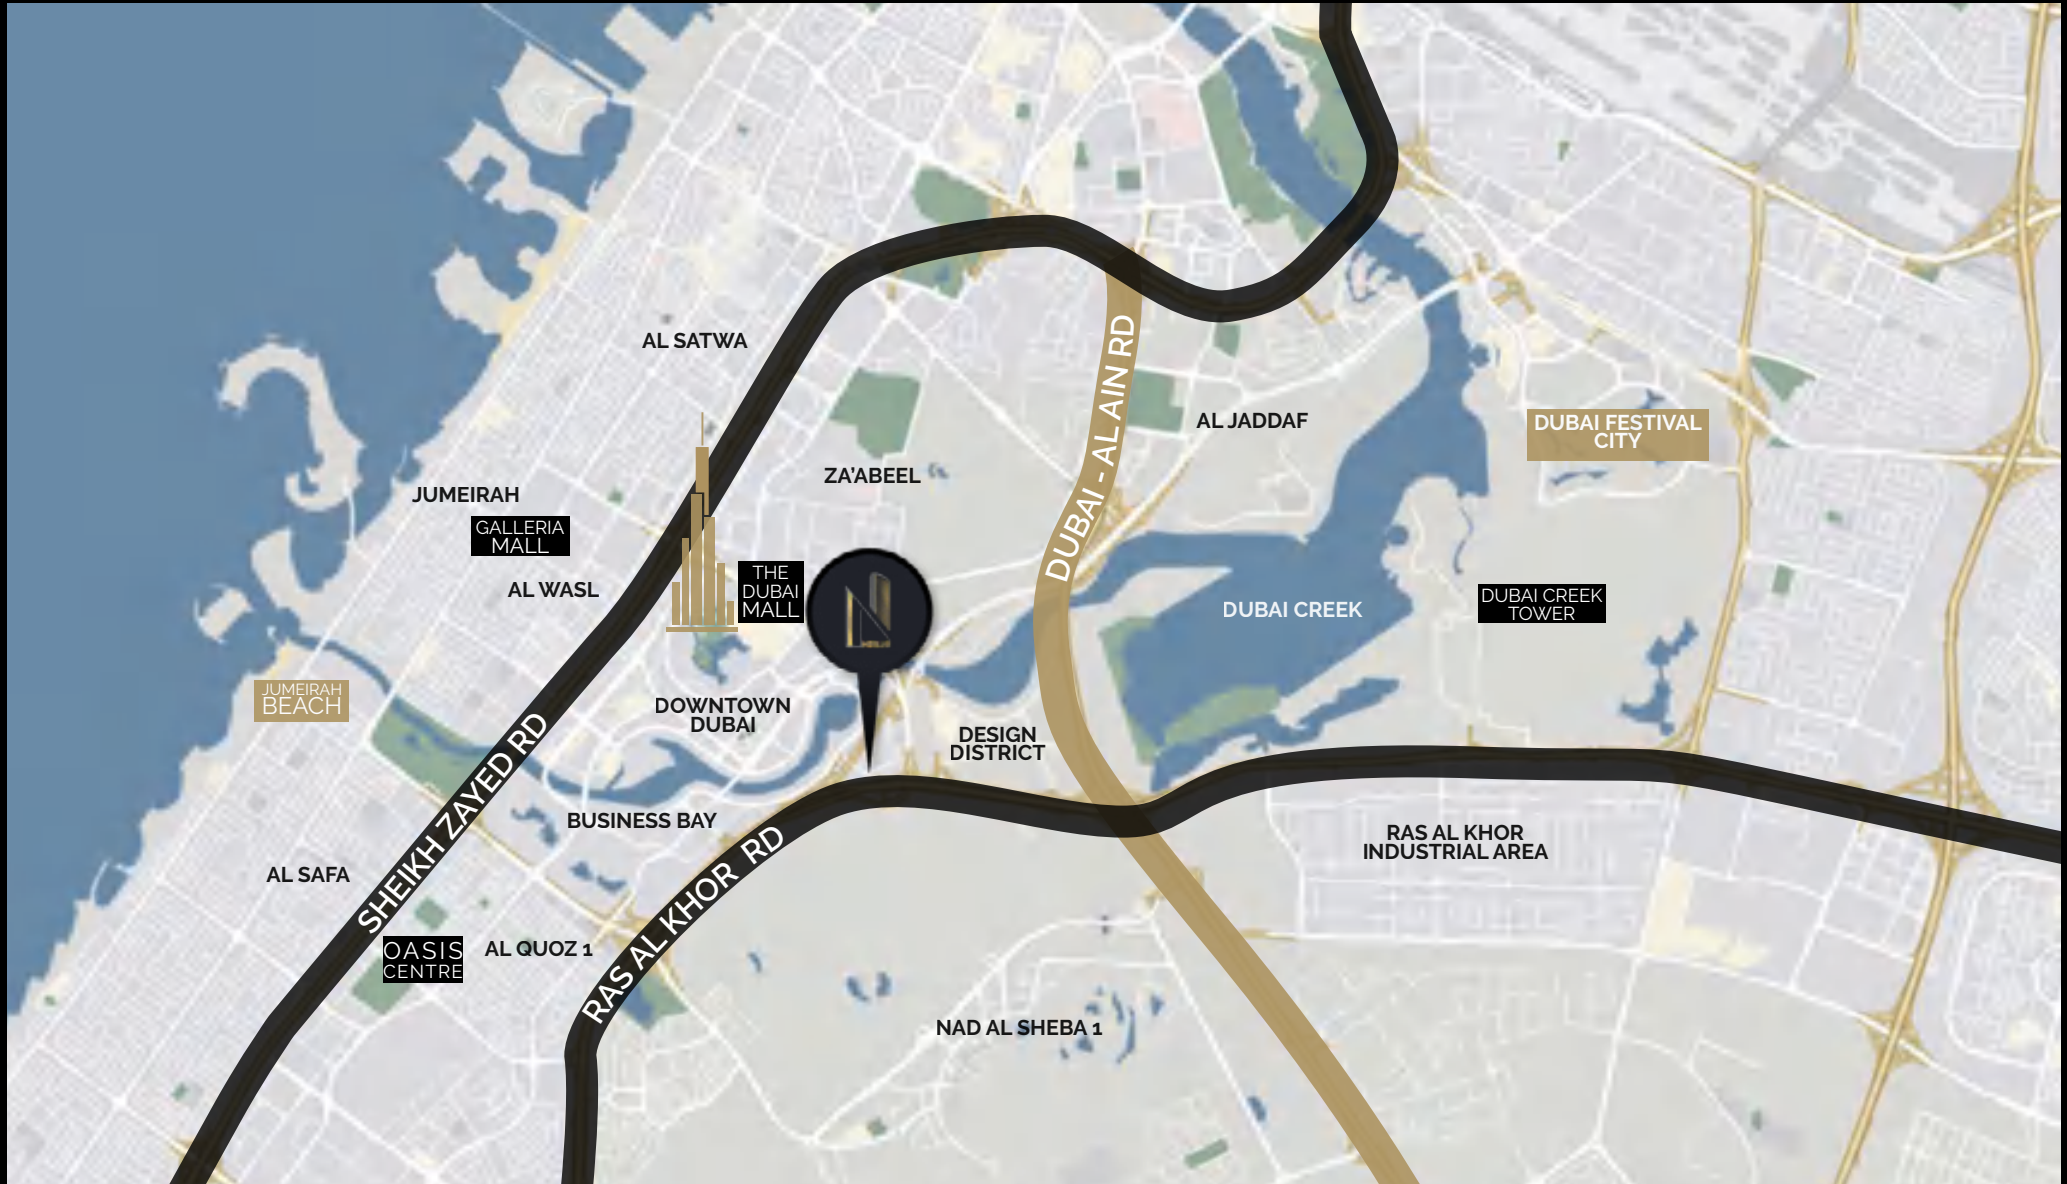 AL SATWA
DUBAI - AL AIN RD
AL JADDAF
DUBAI FESTIVAL
CITY
ZA'ABEEL
JUMEIRAH
GALLERIA
MALL
AL WASL
THE
DUBAI
MALL
DUBAI CREEK
DUBAI CREEK
TOWER
JUMEIRAH
BEACH
DOWNTOWN
DUBAI
DESIGN
DISTRICT
SHEIKH ZAYED RD
BUSINESS BAY
RAS AL KHOR RD
RAS AL KHOR
INDUSTRIAL AREA
AL SAFA
OASIS
CENTRE
AL QUOZ 1
NAD AL SHEBA 1